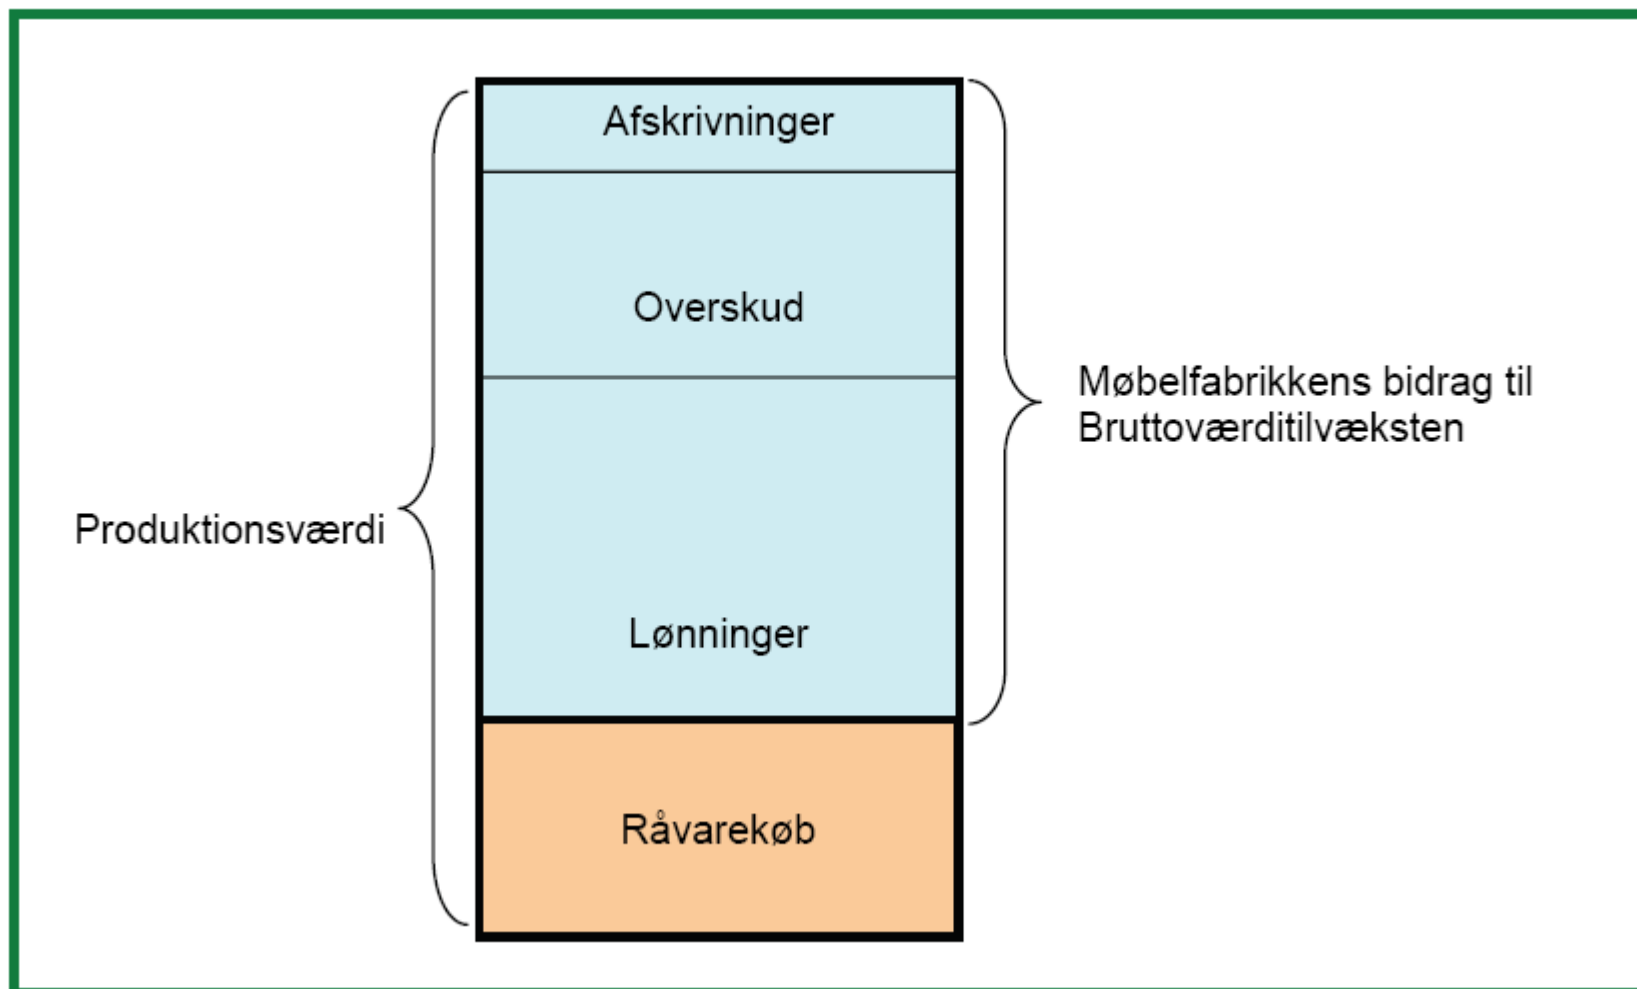 Afskrivninger
Overskud
Møbelfabrikkens bidrag til
Bruttoværditilvæksten
Produktionsværdi
Lønninger
Råvarekøb